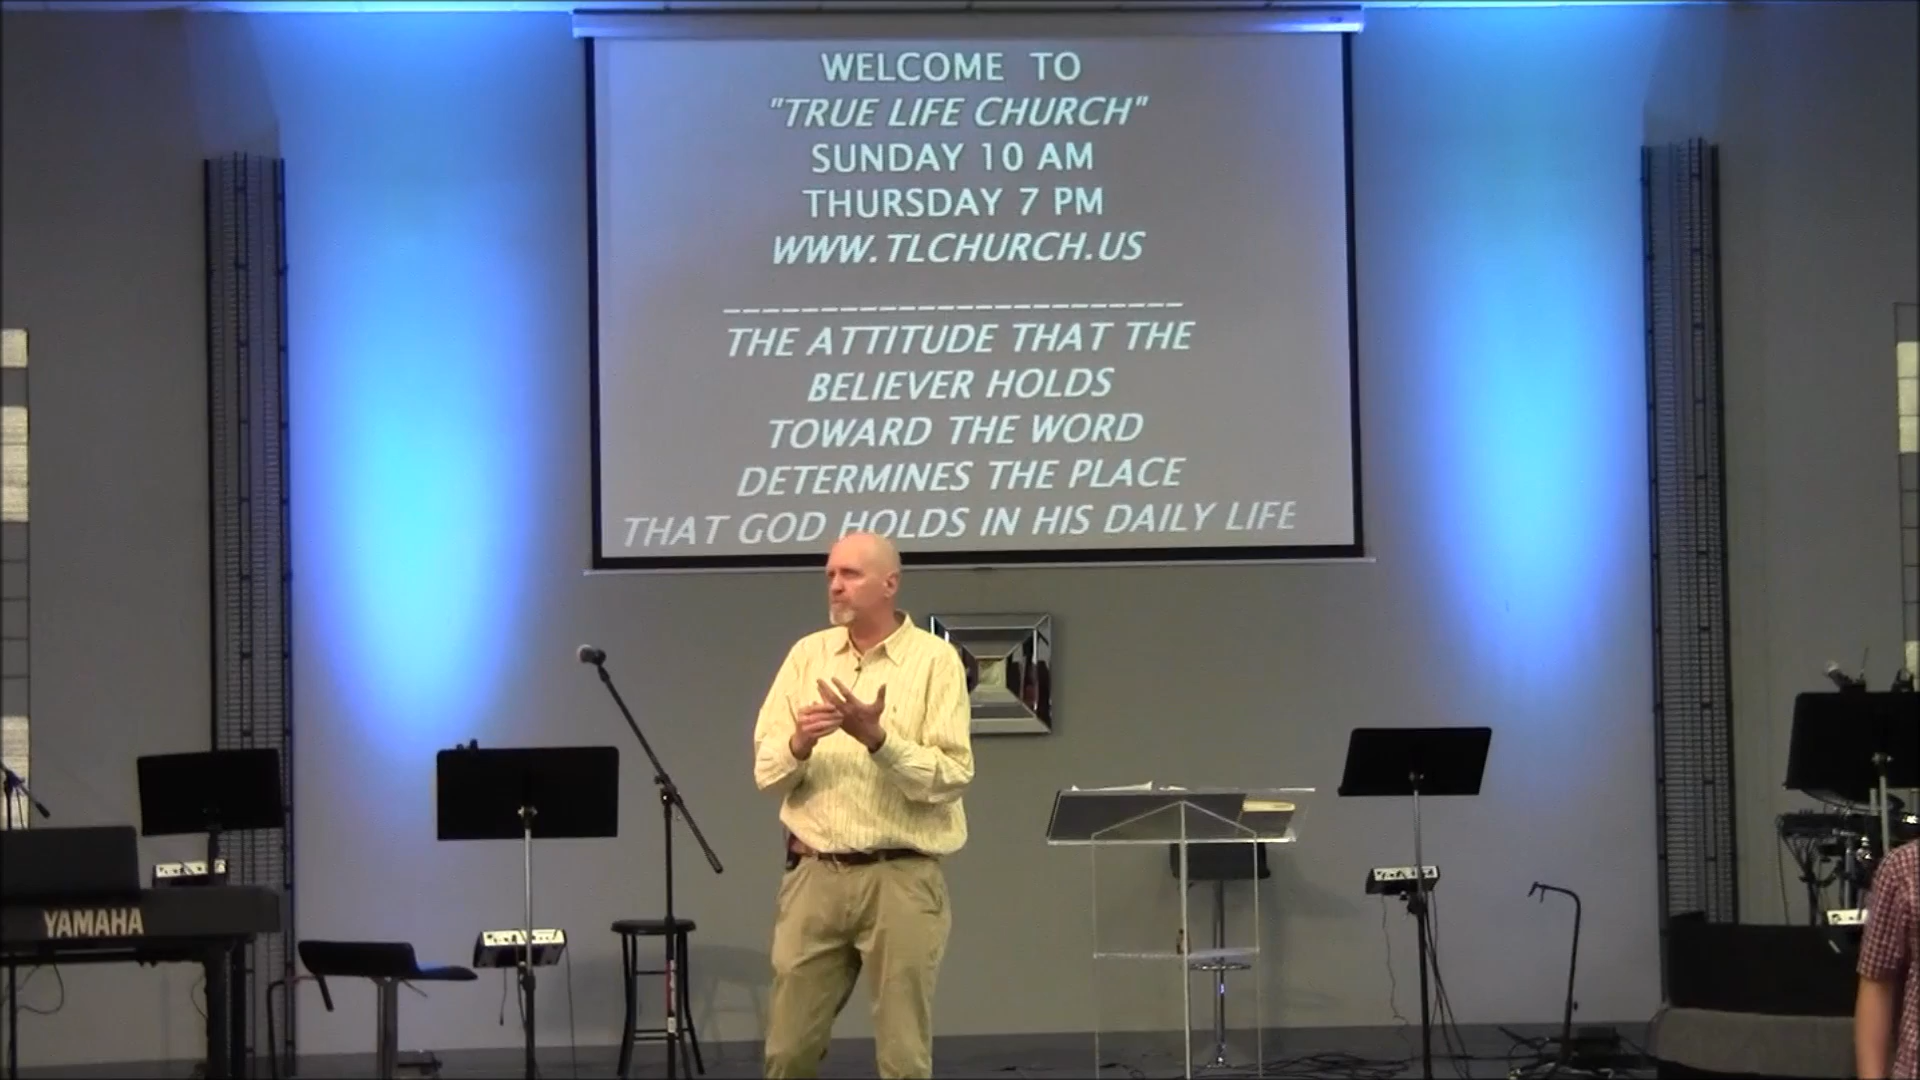 WELCOME TO
"TRUE LIFE CHURCH"
SUNDAY 10 AM
THURSDAY 7 PM
WWW.TLCHURCH.US
_______________________
THE ATTITUDE THAT THE
BELIEVER HOLDS
TOWARD THE WORD
DETERMINES THE PLACE
THAT GOD HOLDS IN HIS DAILY LIFE
YAMAHA